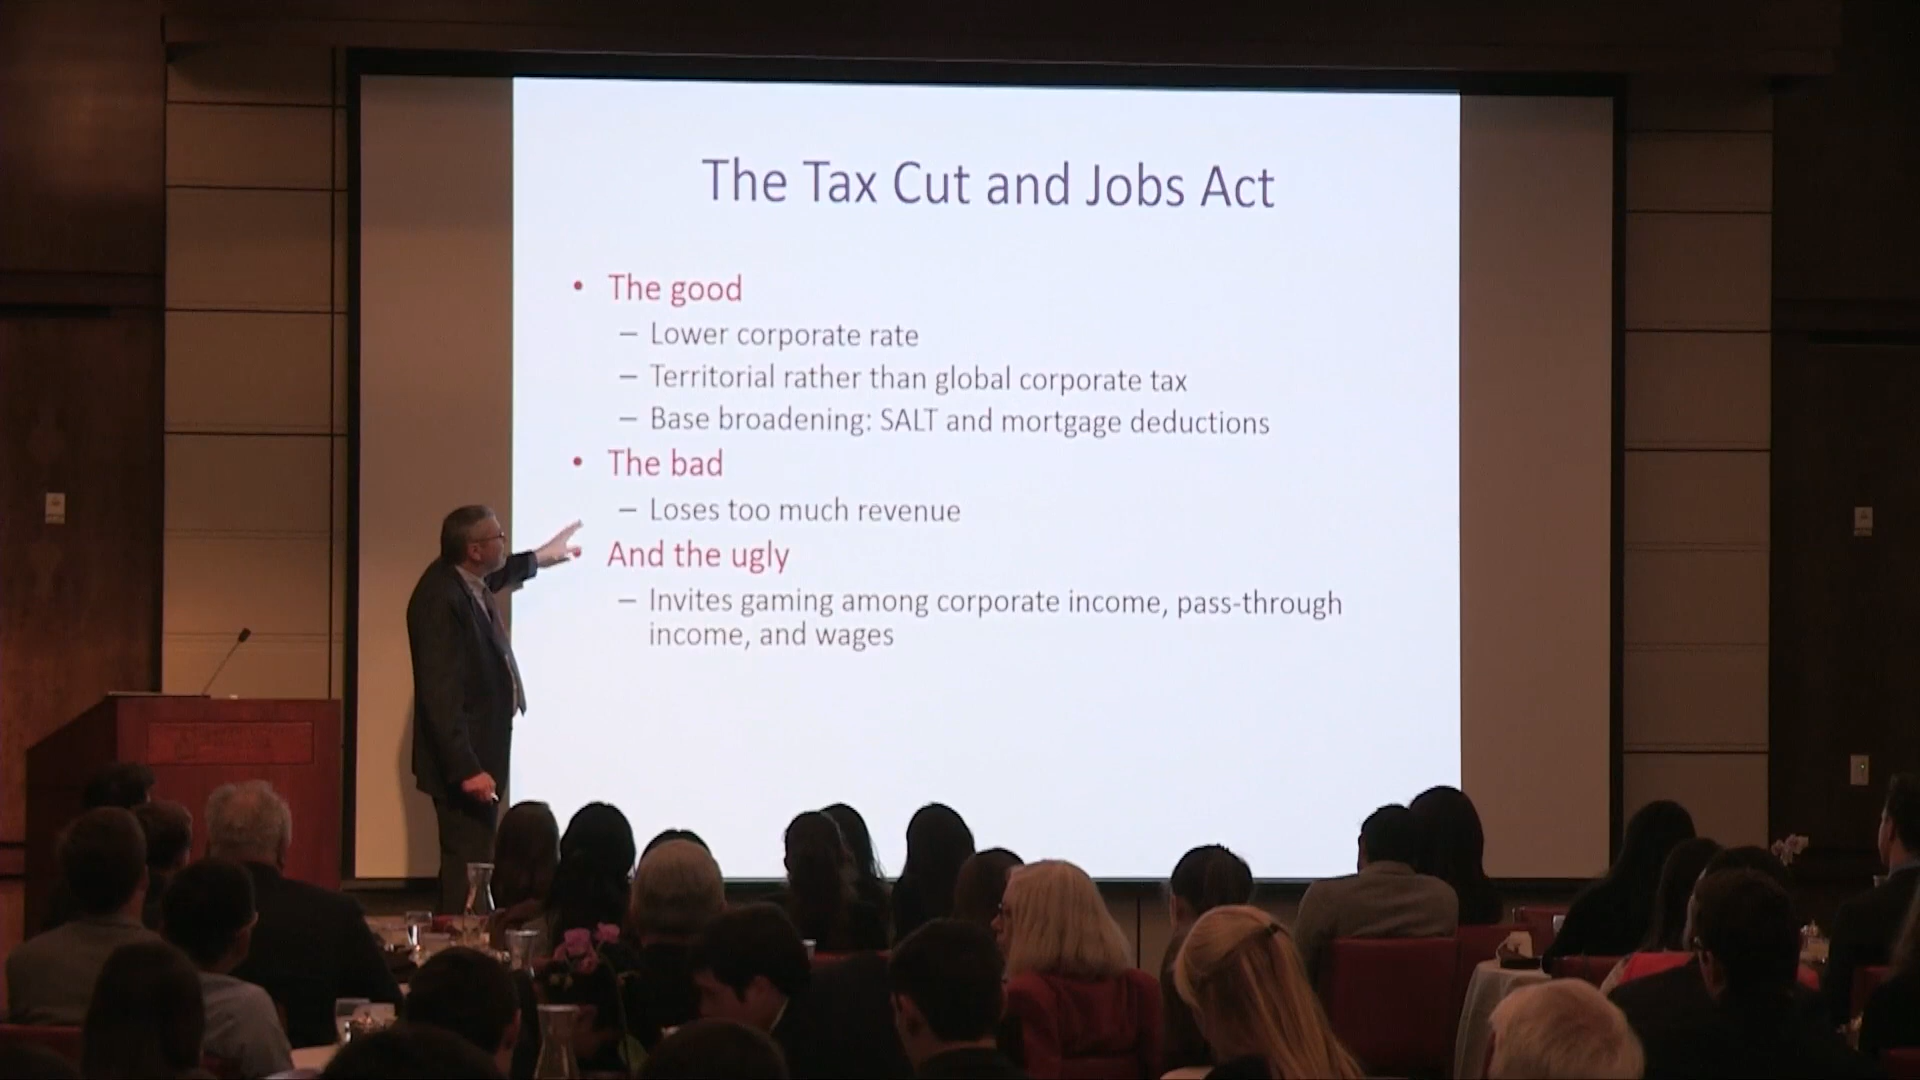 The Tax Cut and Jobs Act
• The good
– Lower corporate rate
– Territorial rather than global corporate tax
– Base broadening: SALT and mortgage deductions
• The bad
– Loses too much revenue
• And the ugly
– Invites gaming among corporate income, pass-through
income, and wages